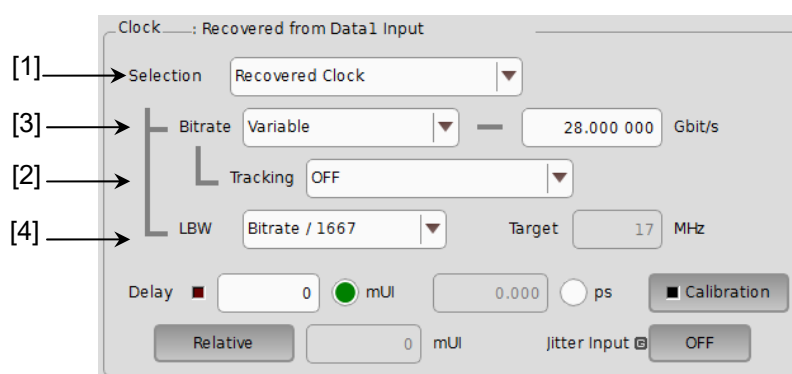 Clock : Recovered from Data1 Input
[1] Selection Recovered Clock
[3] Bitrate Variable 28.000 000 Gbit/s
[2] Tracking OFF
[4] LBW Bitrate / 1667 Target 17 MHz
Delay 0 mUI 0.000 ps Calibration
Relative 0 mUI Jitter Input G OFF